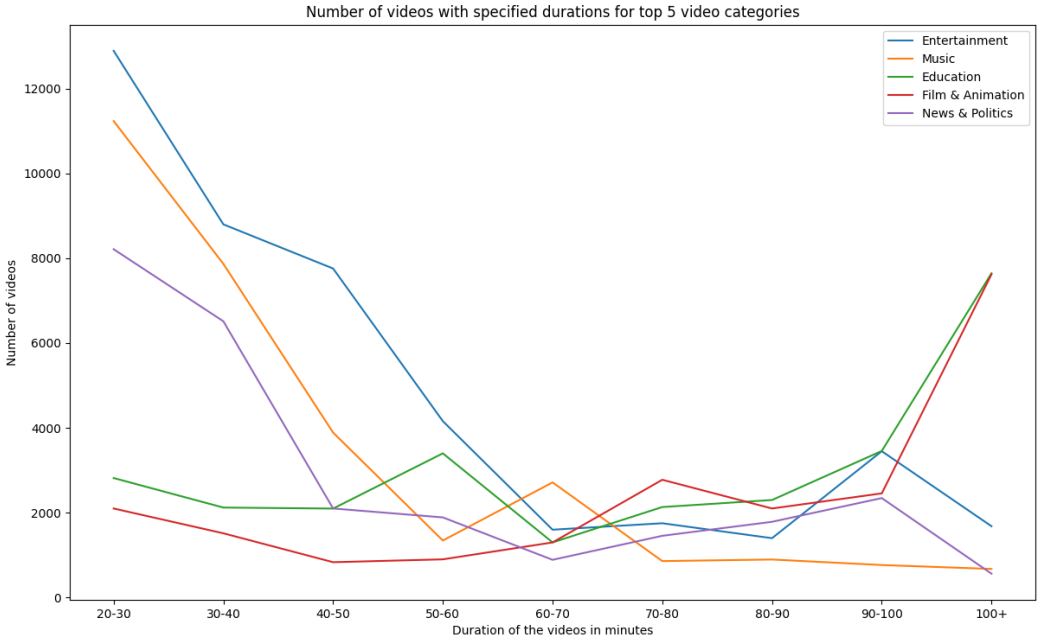 Number of videos with specified durations for top 5 video categories
Entertainment
Music
Education
Film & Animation
News & Politics
Number of videos
12000
10000
8000
6000
4000
2000
0
20-30 30-40 40-50 50-60 60-70 70-80 80-90 90-100 100+
Duration of the videos in minutes